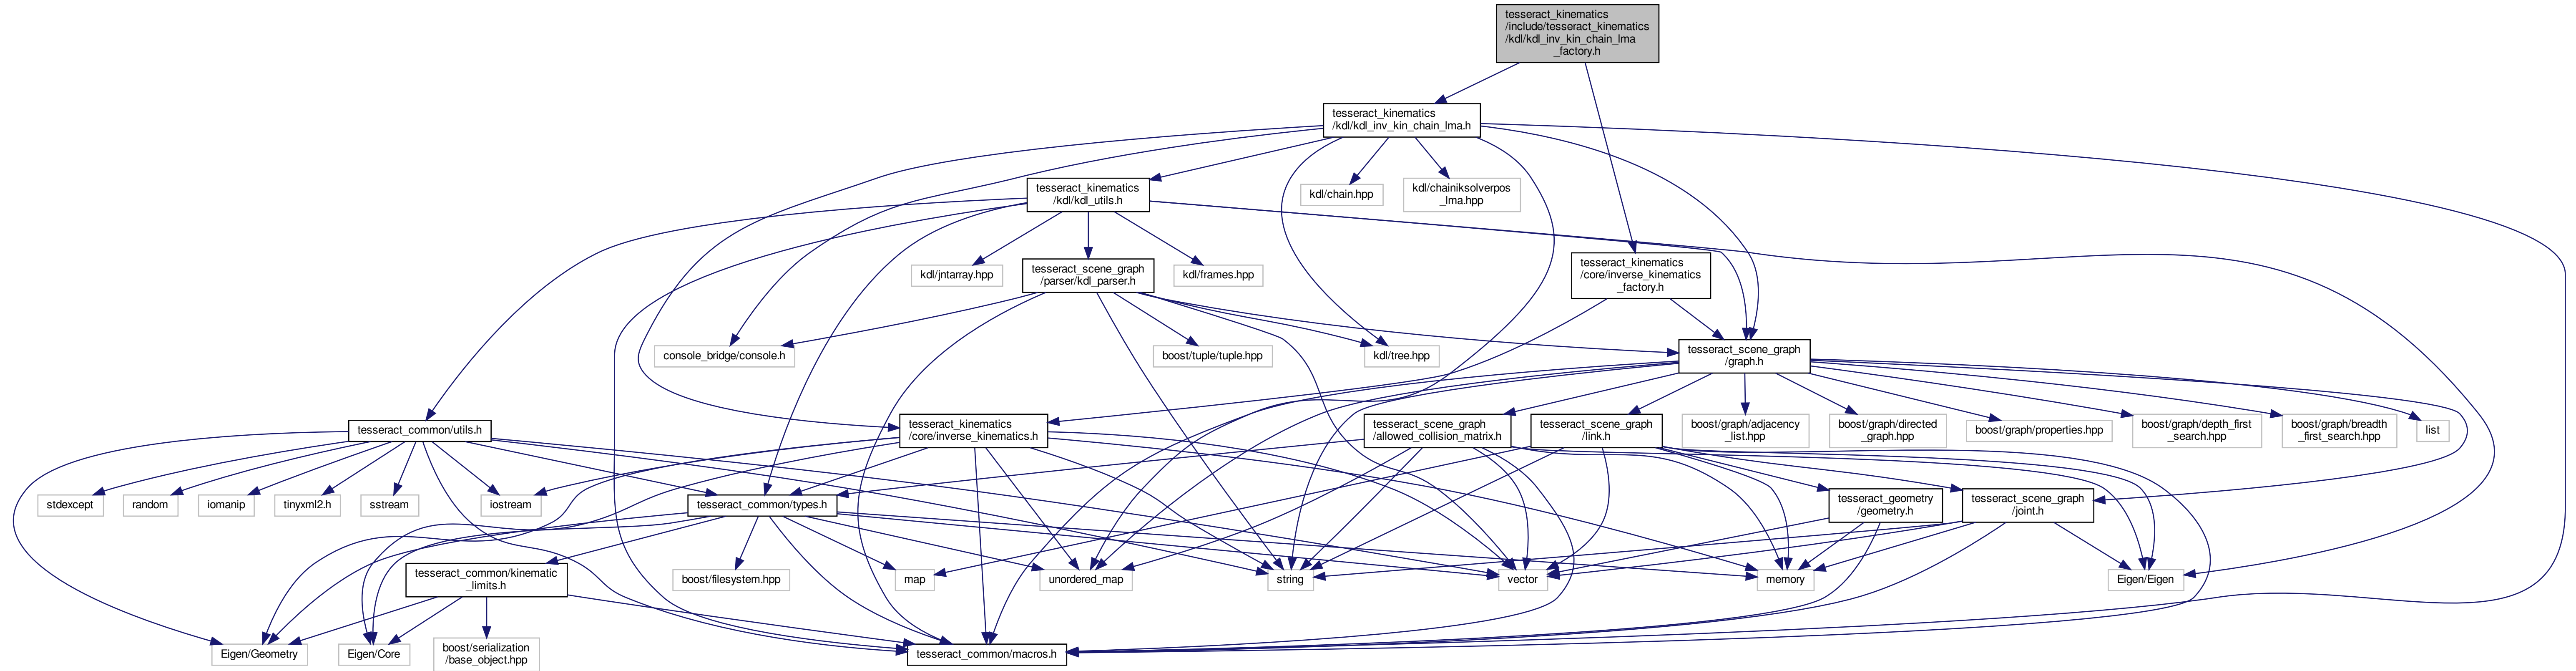 tesseract_kinematics
/include/tesseract_kinematics
/kdl/kdl_inv_kin_chain_lma
_factory.h
tesseract_kinematics
/kdl/kdl_inv_kin_chain_lma.h
tesseract_kinematics
/kdl/kdl_utils.h
kdl/chain.hpp
kdl/chainiksolverpos
_lma.hpp
kdl/jntarray.hpp
tesseract_scene_graph
/parser/kdl_parser.h
kdl/frames.hpp
tesseract_kinematics
/core/inverse_kinematics
_factory.h
console_bridge/console.h
boost/tuple/tuple.hpp
kdl/tree.hpp
tesseract_scene_graph
/graph.h
tesseract_common/utils.h
tesseract_kinematics
/core/inverse_kinematics.h
tesseract_scene_graph
/allowed_collision_matrix.h
tesseract_scene_graph
/link.h
boost/graph/adjacency
_list.hpp
boost/graph/directed
_graph.hpp
boost/graph/properties.hpp
boost/graph/depth_first
_search.hpp
boost/graph/breadth
_first_search.hpp
list
stdexcept
random
iomanip
tinyxml2.h
sstream
iostream
tesseract_common/types.h
tesseract_geometry
/geometry.h
tesseract_scene_graph
/joint.h
tesseract_common/kinematic
_limits.h
boost/filesystem.hpp
map
unordered_map
string
vector
memory
Eigen/Eigen
Eigen/Geometry
Eigen/Core
boost/serialization
/base_object.hpp
tesseract_common/macros.h